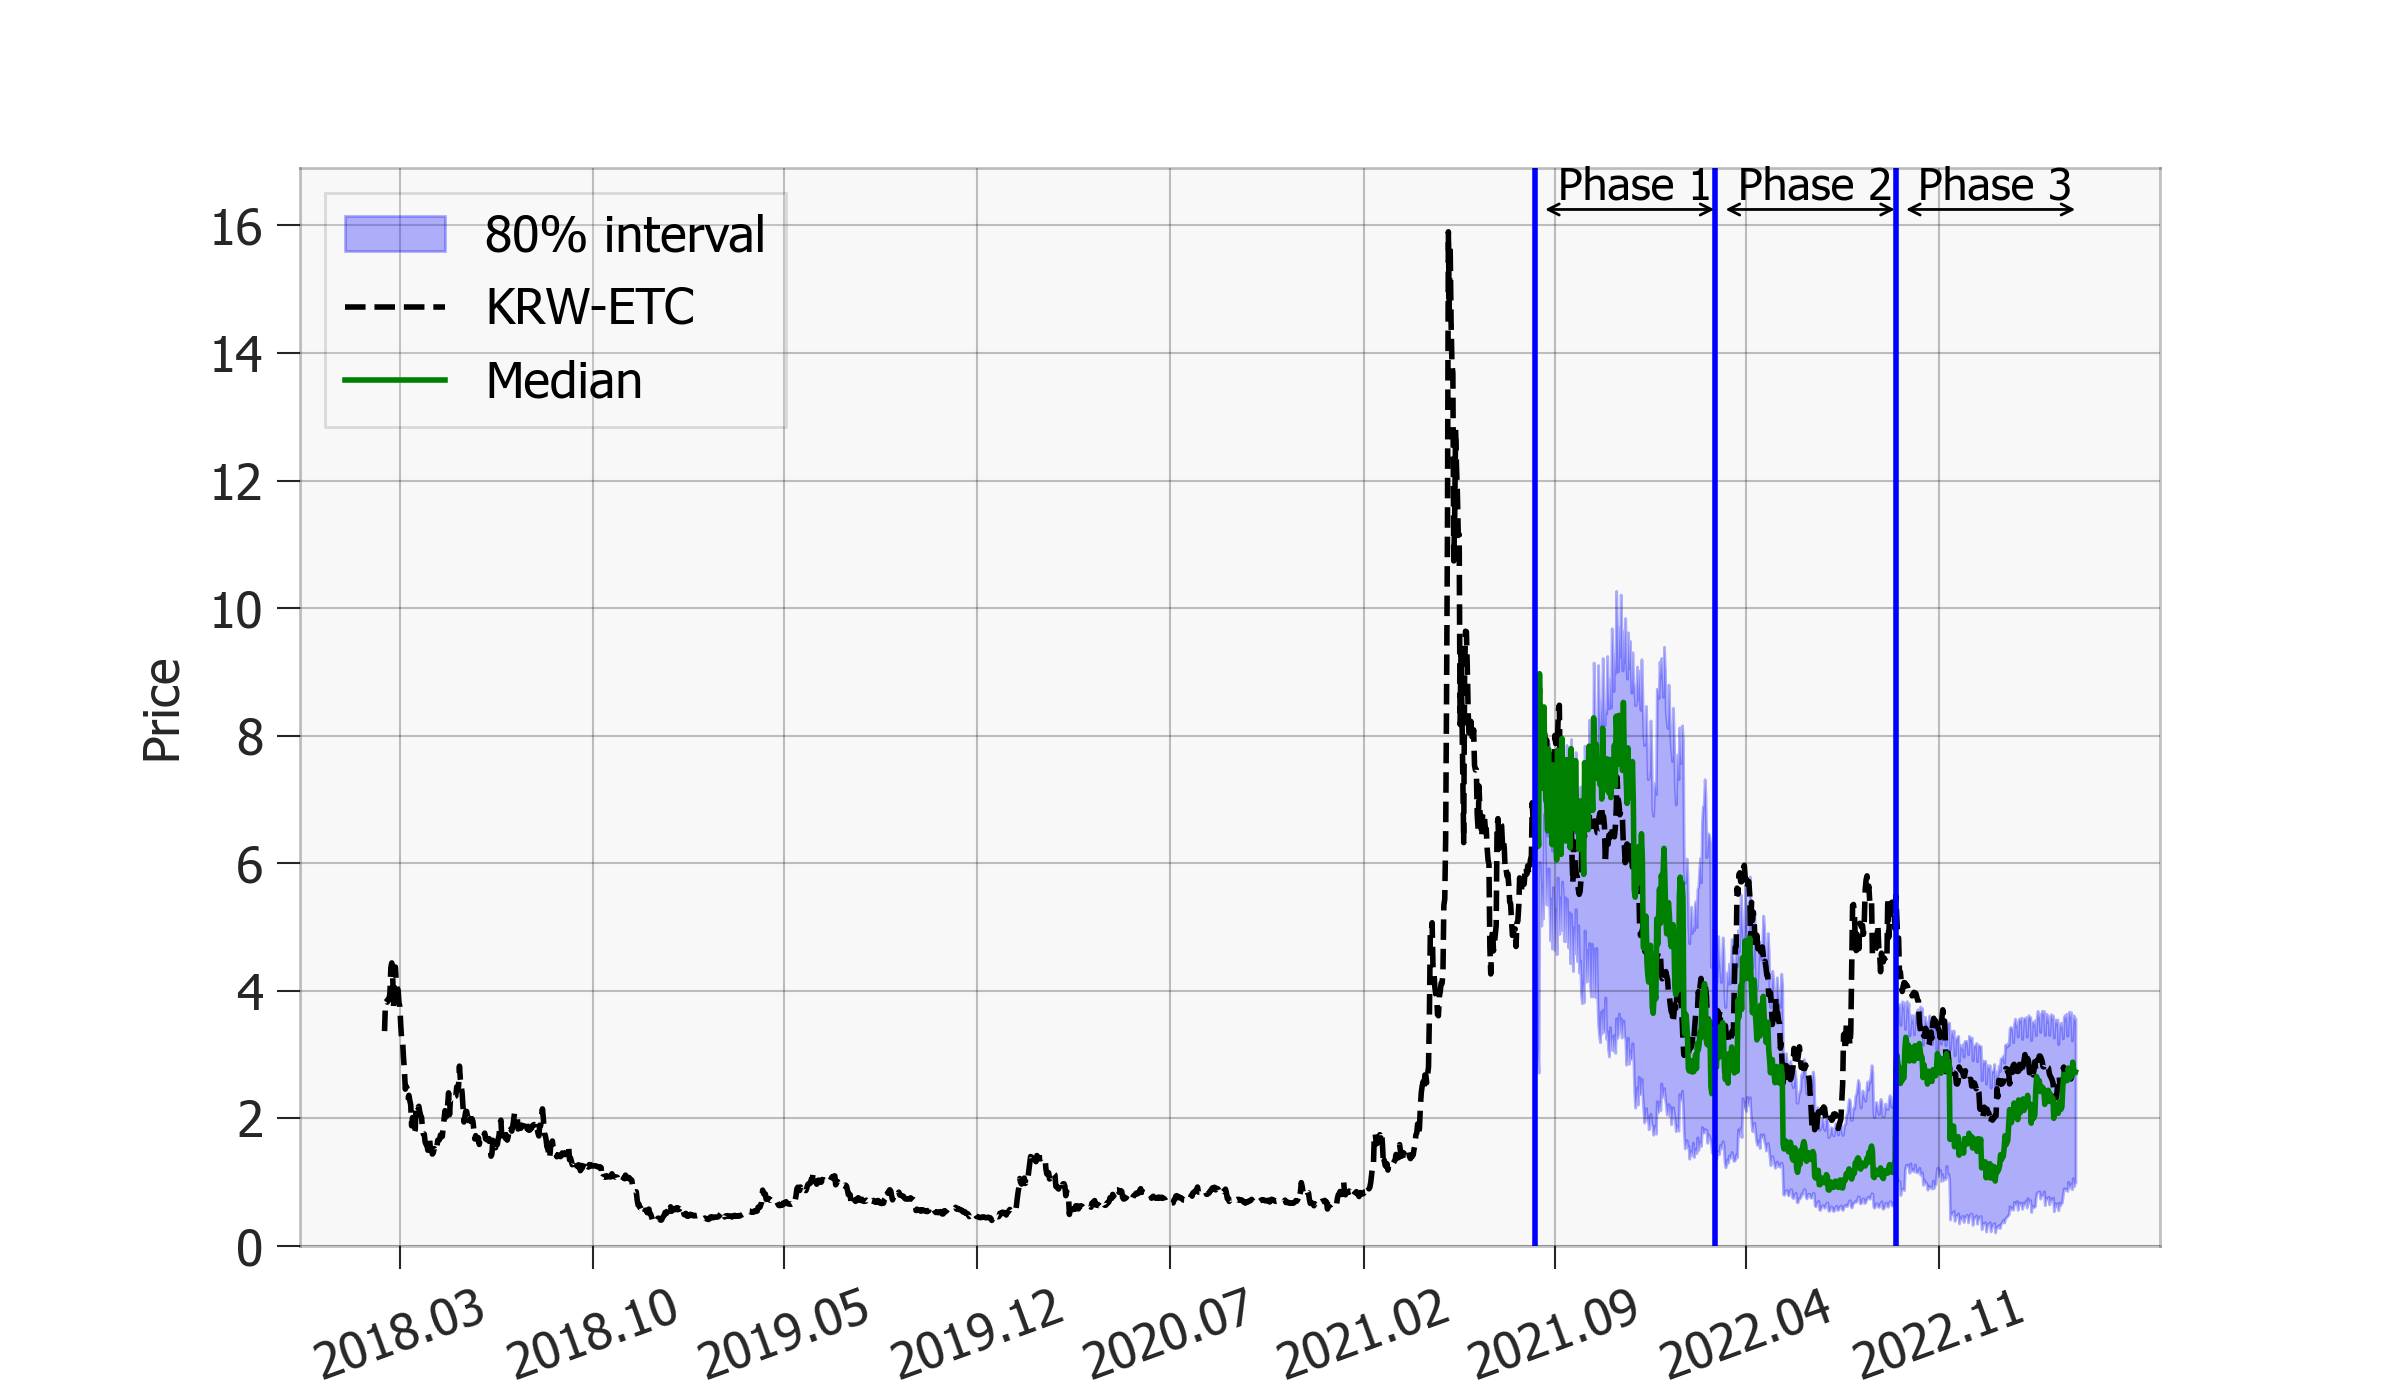 Phase 1
Phase 2
Phase 3
80% interval
KRW-ETC
Median
16
14
12
10
8
6
4
2
0
Price
2018.03
2018.10
2019.05
2019.12
2020.07
2021.02
2021.09
2022.04
2022.11